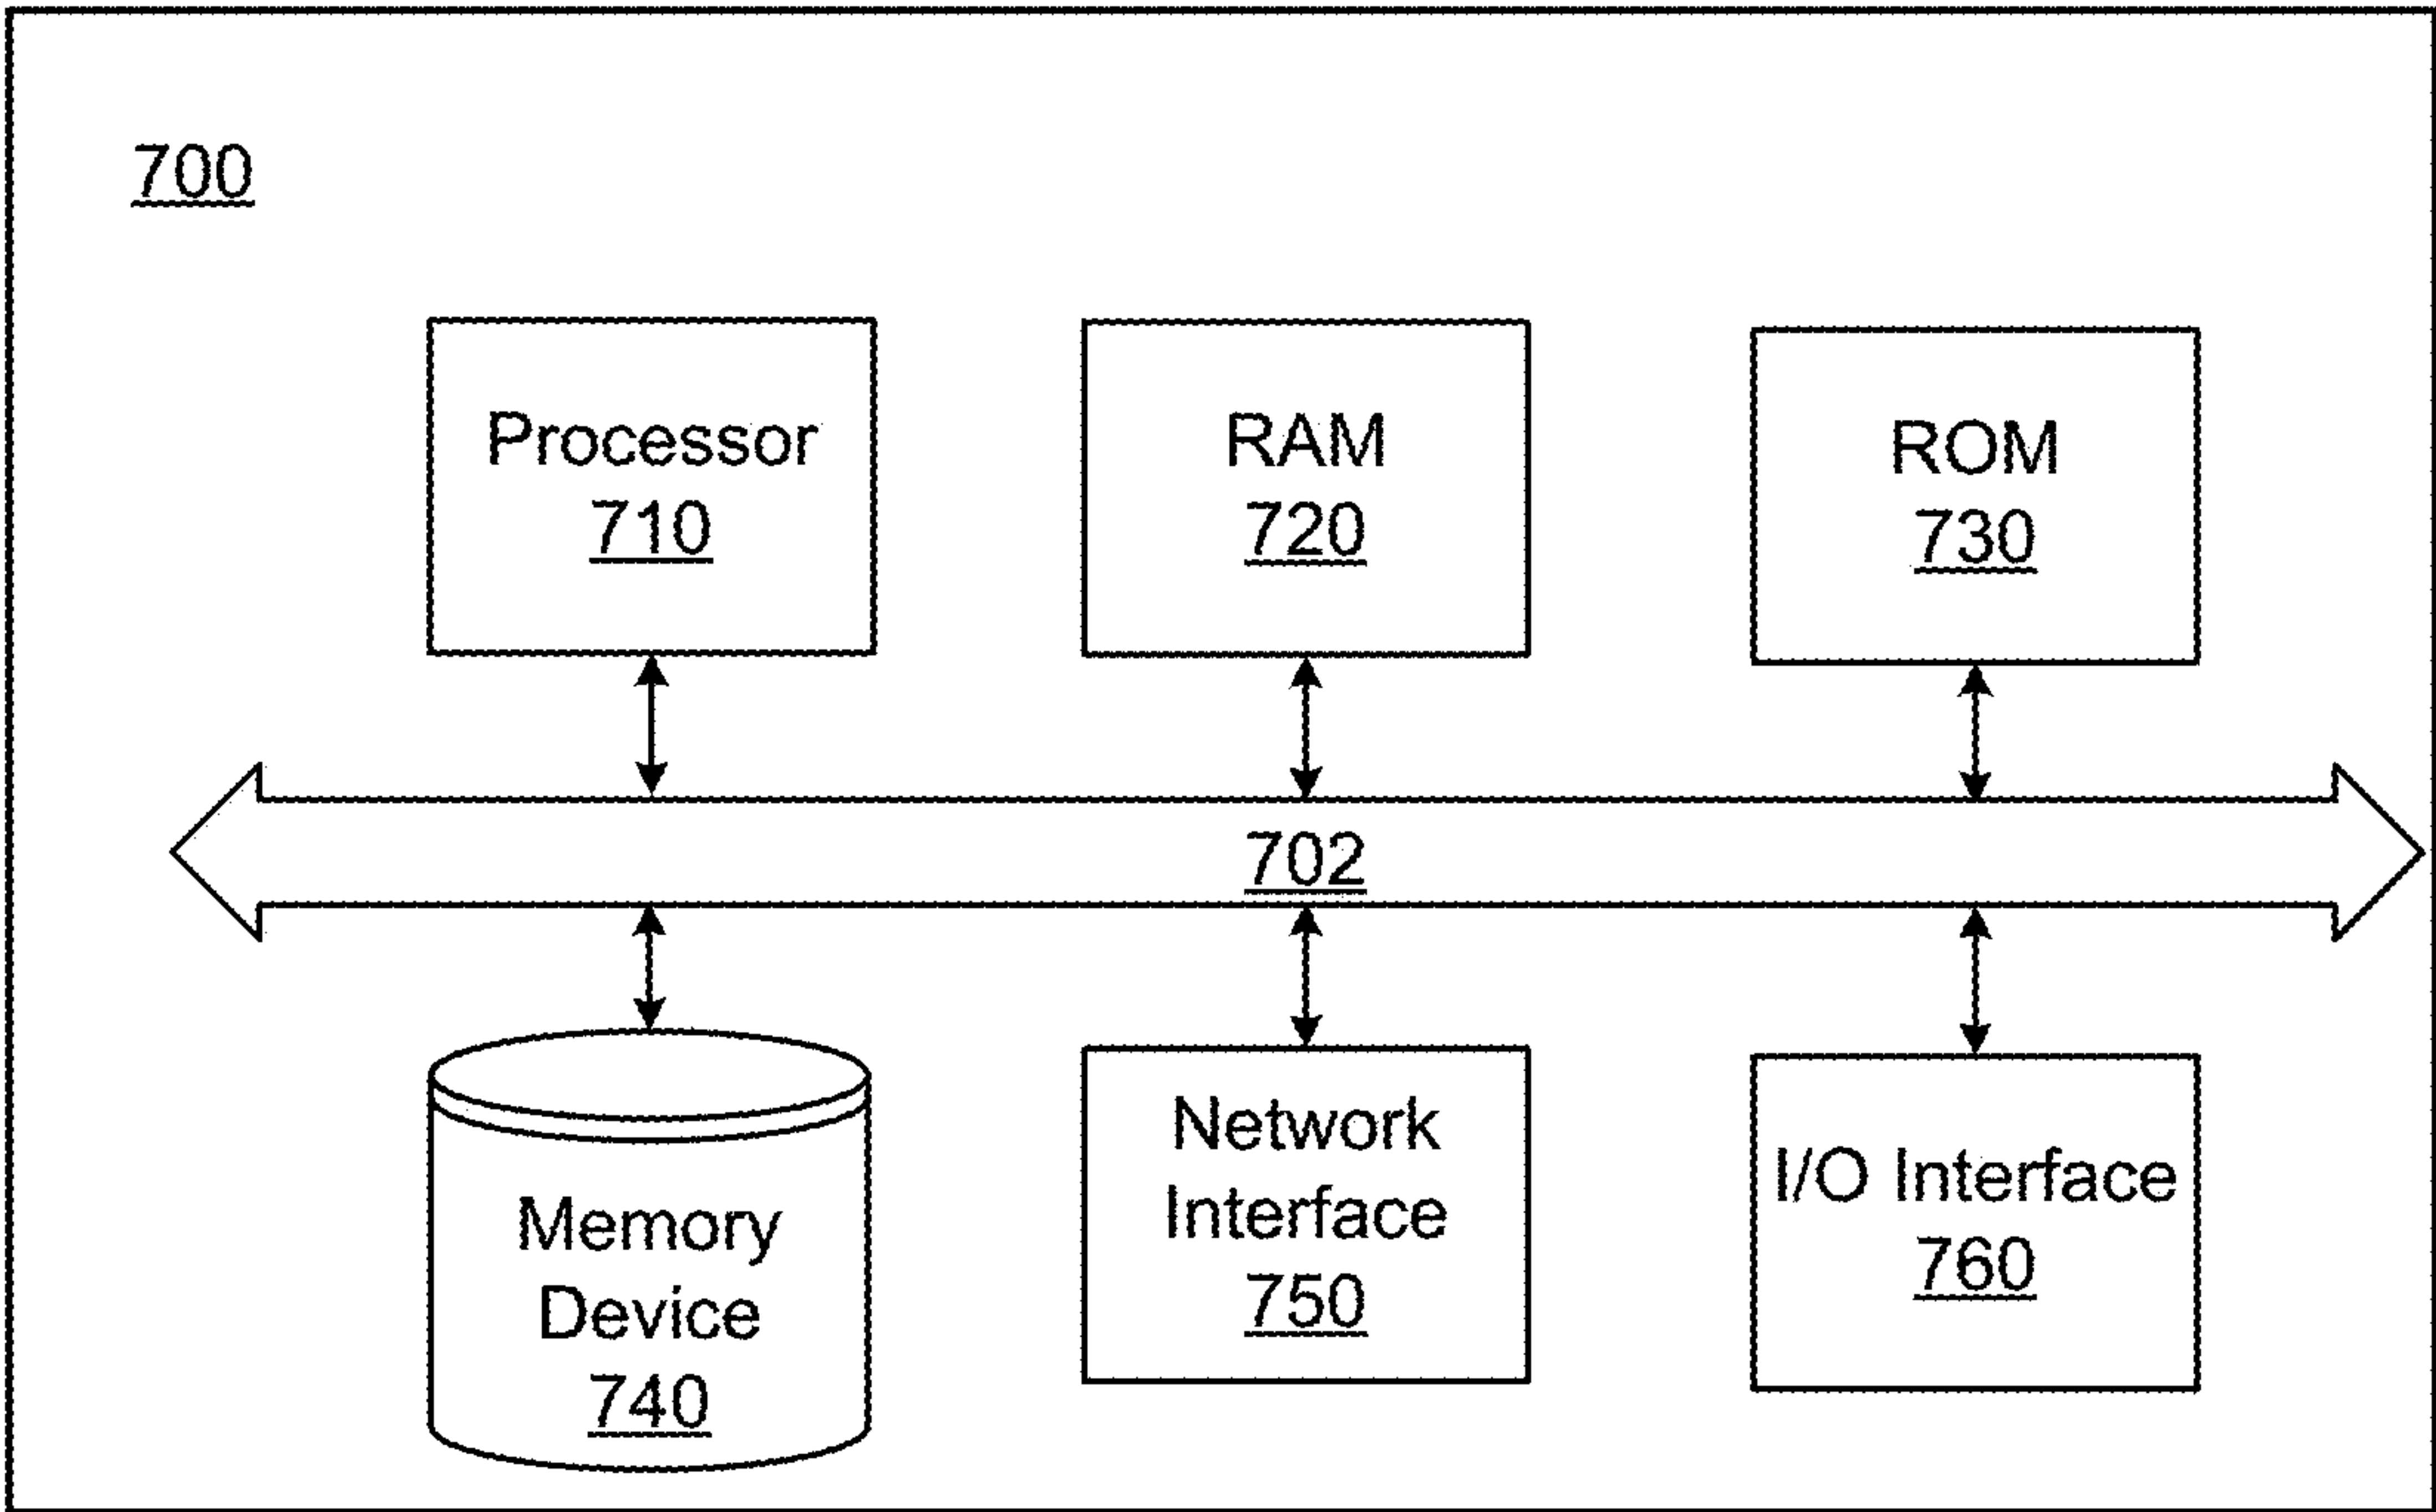 700
Processor
710
RAM
720
ROM
730
702
Memory
Device
740
Network
Interface
750
I/O Interface
760